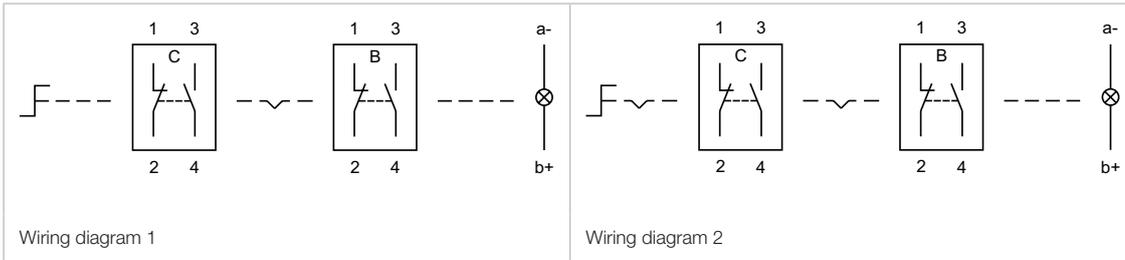 1 3 1 3 a- 1 3 1 3 a-
C B C B
2 4 2 4 b+ 2 4 2 4 b+
Wiring diagram 1 Wiring diagram 2